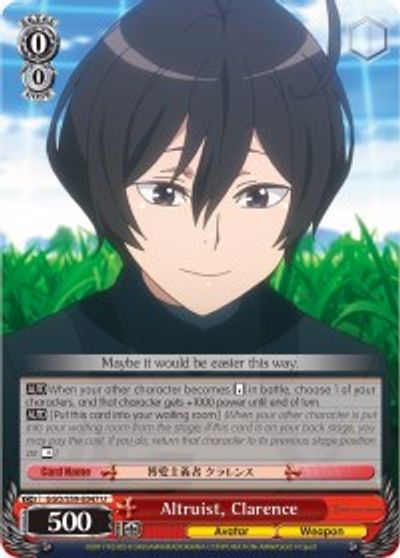 0
0
Maybe it would be easier this way.
AUTO When your other character becomes in battle, choose 1 of your
characters, and that character gets +1000 power until end of turn.
AUTO [Put this card into your waiting room] (When your other character is put
into your waiting room from the stage, if this card is on your back stage, you
may pay the cost. If you do, return that character to its previous stage position
as )
Card Name
博愛主義者 クラレンス
Altruist, Clarence
500
Avatar
Weapon